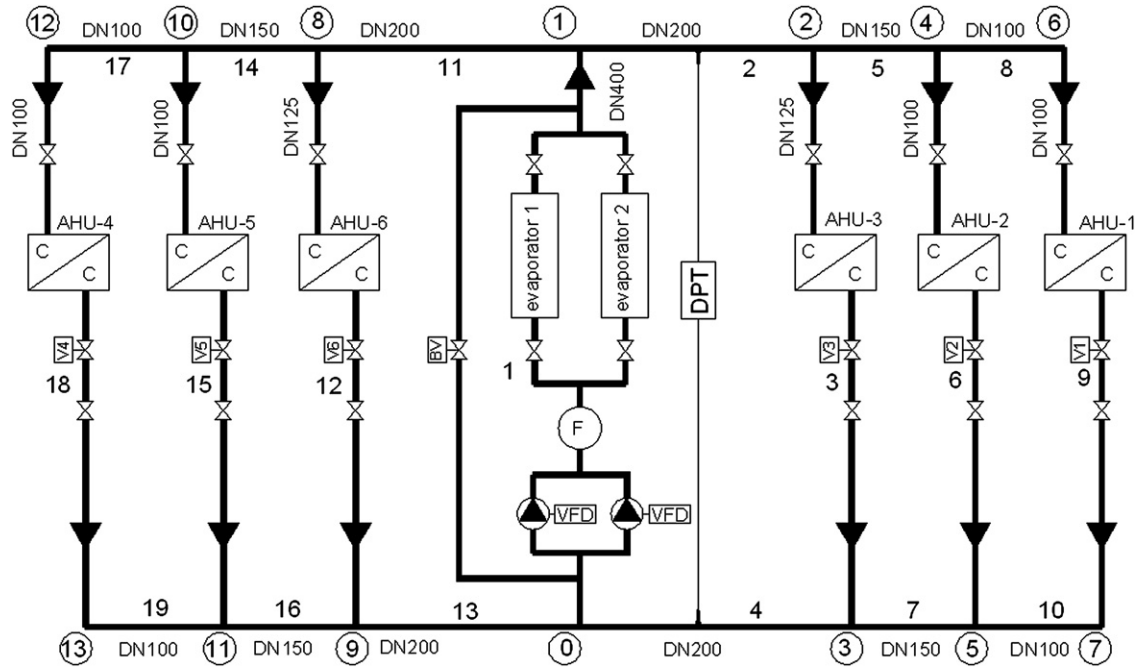 12 10 8 1 2 4 6
DN100 DN150 DN200 DN200 DN150 DN100
17 14 11 2 5 8
DN100 DN100 DN125 DN400 DN125 DN100 DN100
evaporator 1 evaporator 2
AHU-4 AHU-5 AHU-6 AHU-3 AHU-2 AHU-1
C C C C C C
C C C C C C
DPT
V4 V5 V6 BV V3 V2 V1
18 15 12 1 3 6 9
F
VFD VFD
19 16 13 4 7 10
13 11 9 0 3 5 7
DN100 DN150 DN200 DN200 DN150 DN100